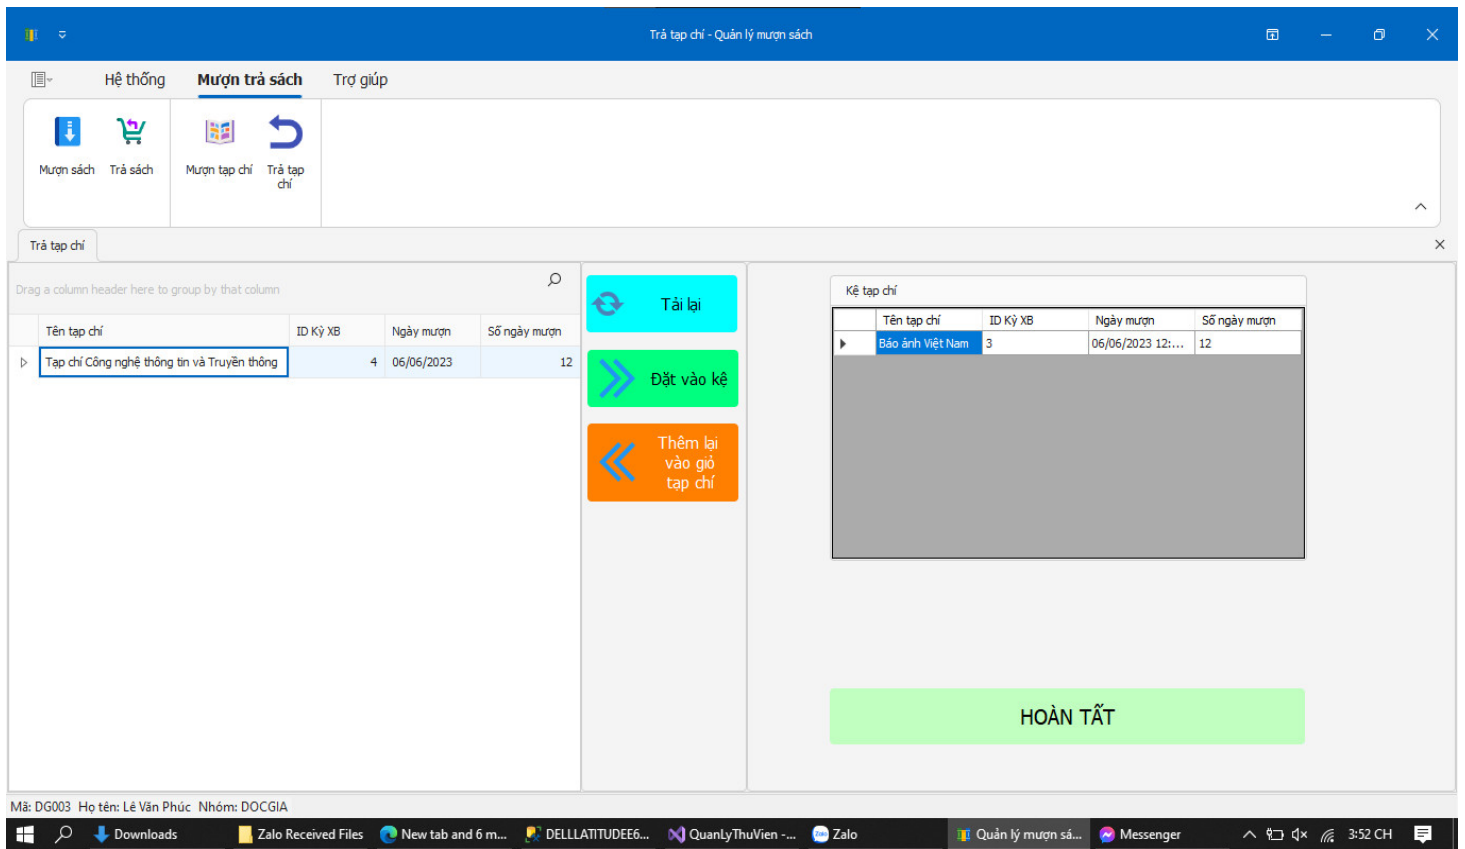 Trả tạp chí - Quản lý mượn sách
Hệ thống Mượn trả sách Trợ giúp
Mượn sách Trả sách Mượn tạp chí Trả tạp chí
Trả tạp chí
Drag a column header here to group by that column
Tên tạp chí ID Kỳ XB Ngày mượn Số ngày mượn
Tạp chí Công nghệ thông tin và Truyền thông 4 06/06/2023 12
Tải lại
Đặt vào kệ
Thêm lại
vào giỏ
tạp chí
Kệ tạp chí
Tên tạp chí ID Kỳ XB Ngày mượn Số ngày mượn
Báo ảnh Việt Nam 3 06/06/2023 12:... 12
HOÀN TẤT
Mã: DG003 Họ tên: Lê Văn Phúc Nhóm: DOCGIA
Downloads Zalo Received Files New tab and 6 m... DELLLATITUDEE6... QuanLyThuVien -... Zalo Quản lý mượn sá... Messenger 3:52 CH